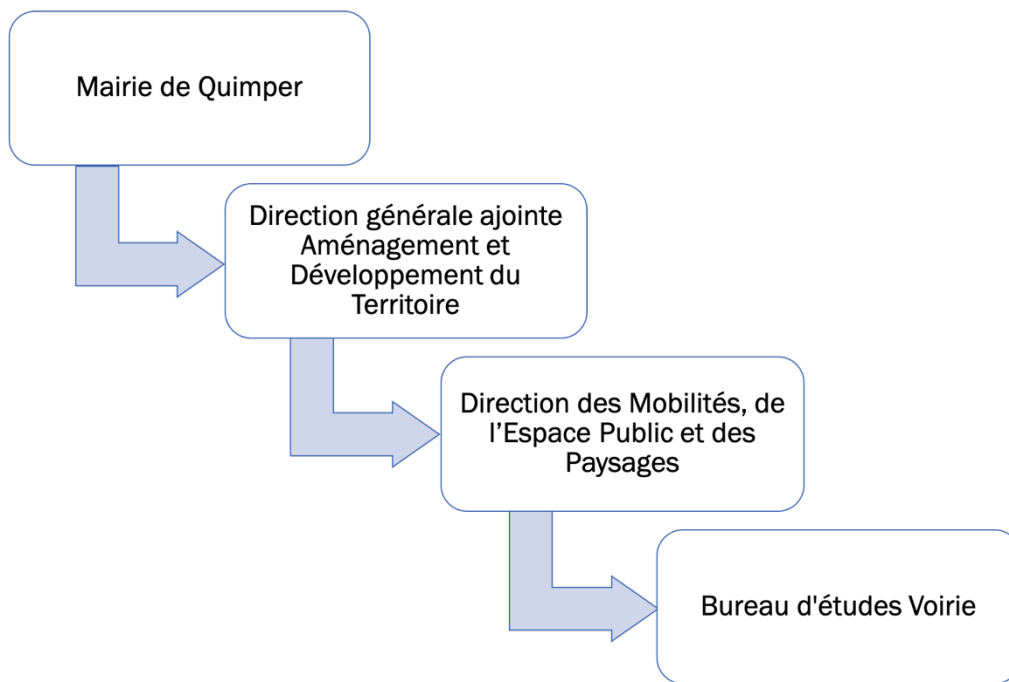 Mairie de Quimper
Direction générale ajointe
Aménagement et
Développement du
Territoire
Direction des Mobilités, de
l'Espace Public et des
Paysages
Bureau d'études Voirie